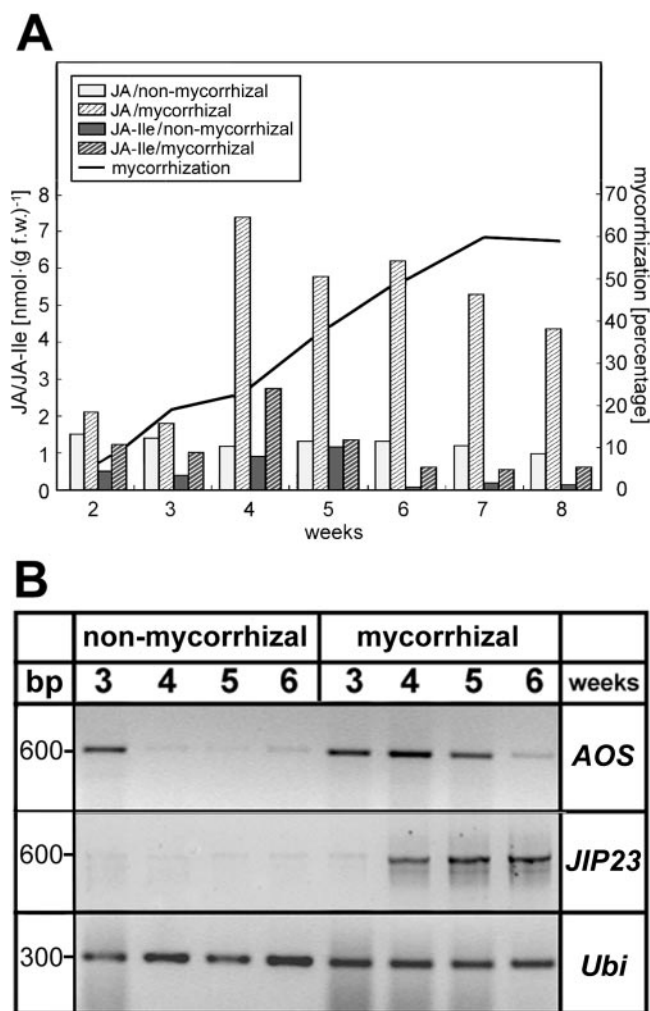 A
JA/non-mycorrhizal
JA/mycorrhizal
JA-Ile/non-mycorrhizal
JA-Ile/mycorrhizal
mycorrhization
JA/JA-Ile [nmol·(g f.w.)⁻¹]
8
7
6
5
4
3
2
1
0
mycorrhization [percentage]
70
60
50
40
30
20
10
0
2 3 4 5 6 7 8
weeks
B
non-mycorrhizal mycorrhizal
bp 3 4 5 6 3 4 5 6 weeks
600 AOS
600 JIP23
300 Ubi